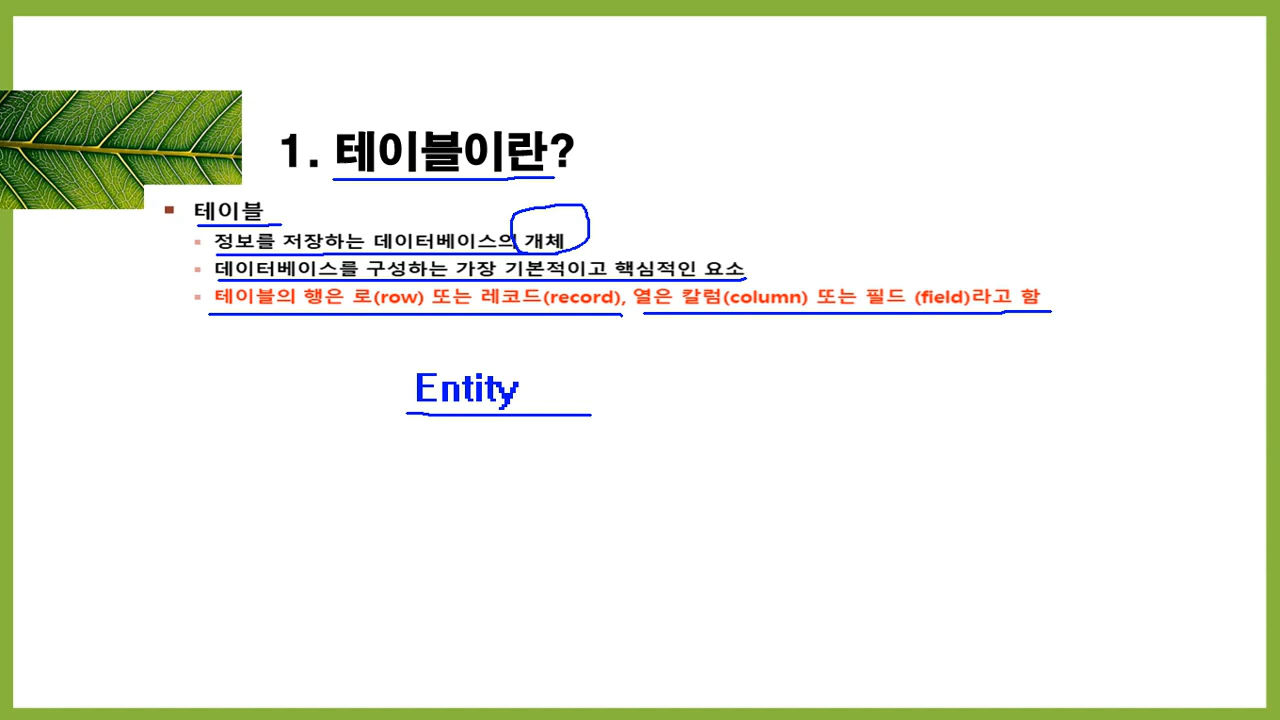 1. 테이블이란?
테이블
정보를 저장하는 데이터베이스의 개체
데이터베이스를 구성하는 가장 기본적이고 핵심적인 요소
테이블의 행은 로(row) 또는 레코드(record), 열은 칼럼(column) 또는 필드 (field)라고 함
Entity